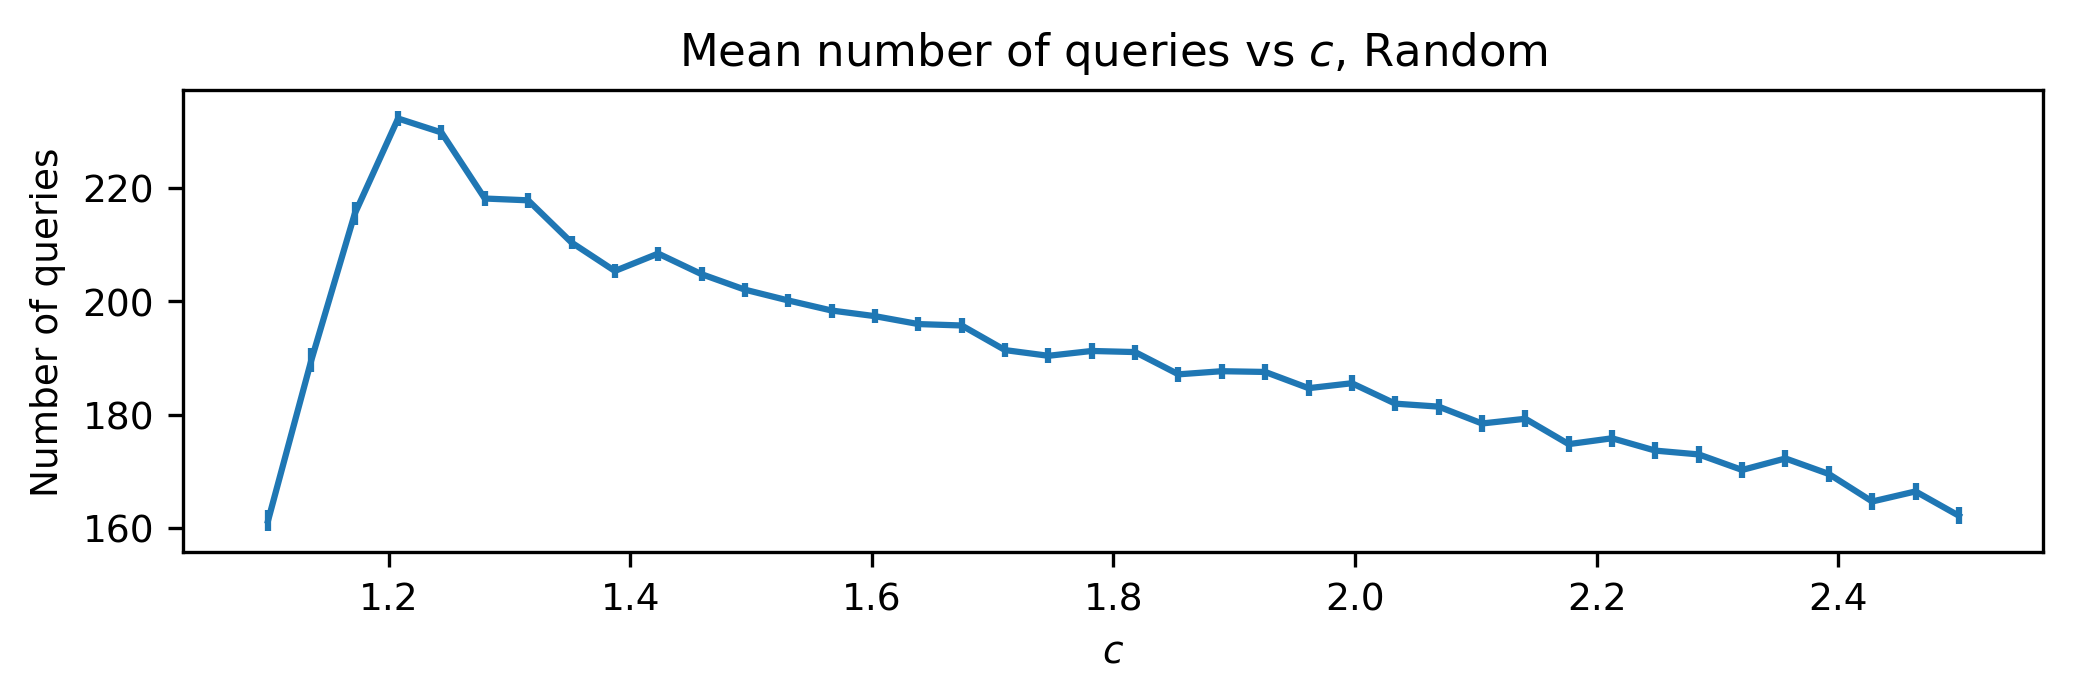 Mean number of queries vs c, Random
Number of queries
220
200
180
160
1.2 1.4 1.6 1.8 2.0 2.2 2.4
c